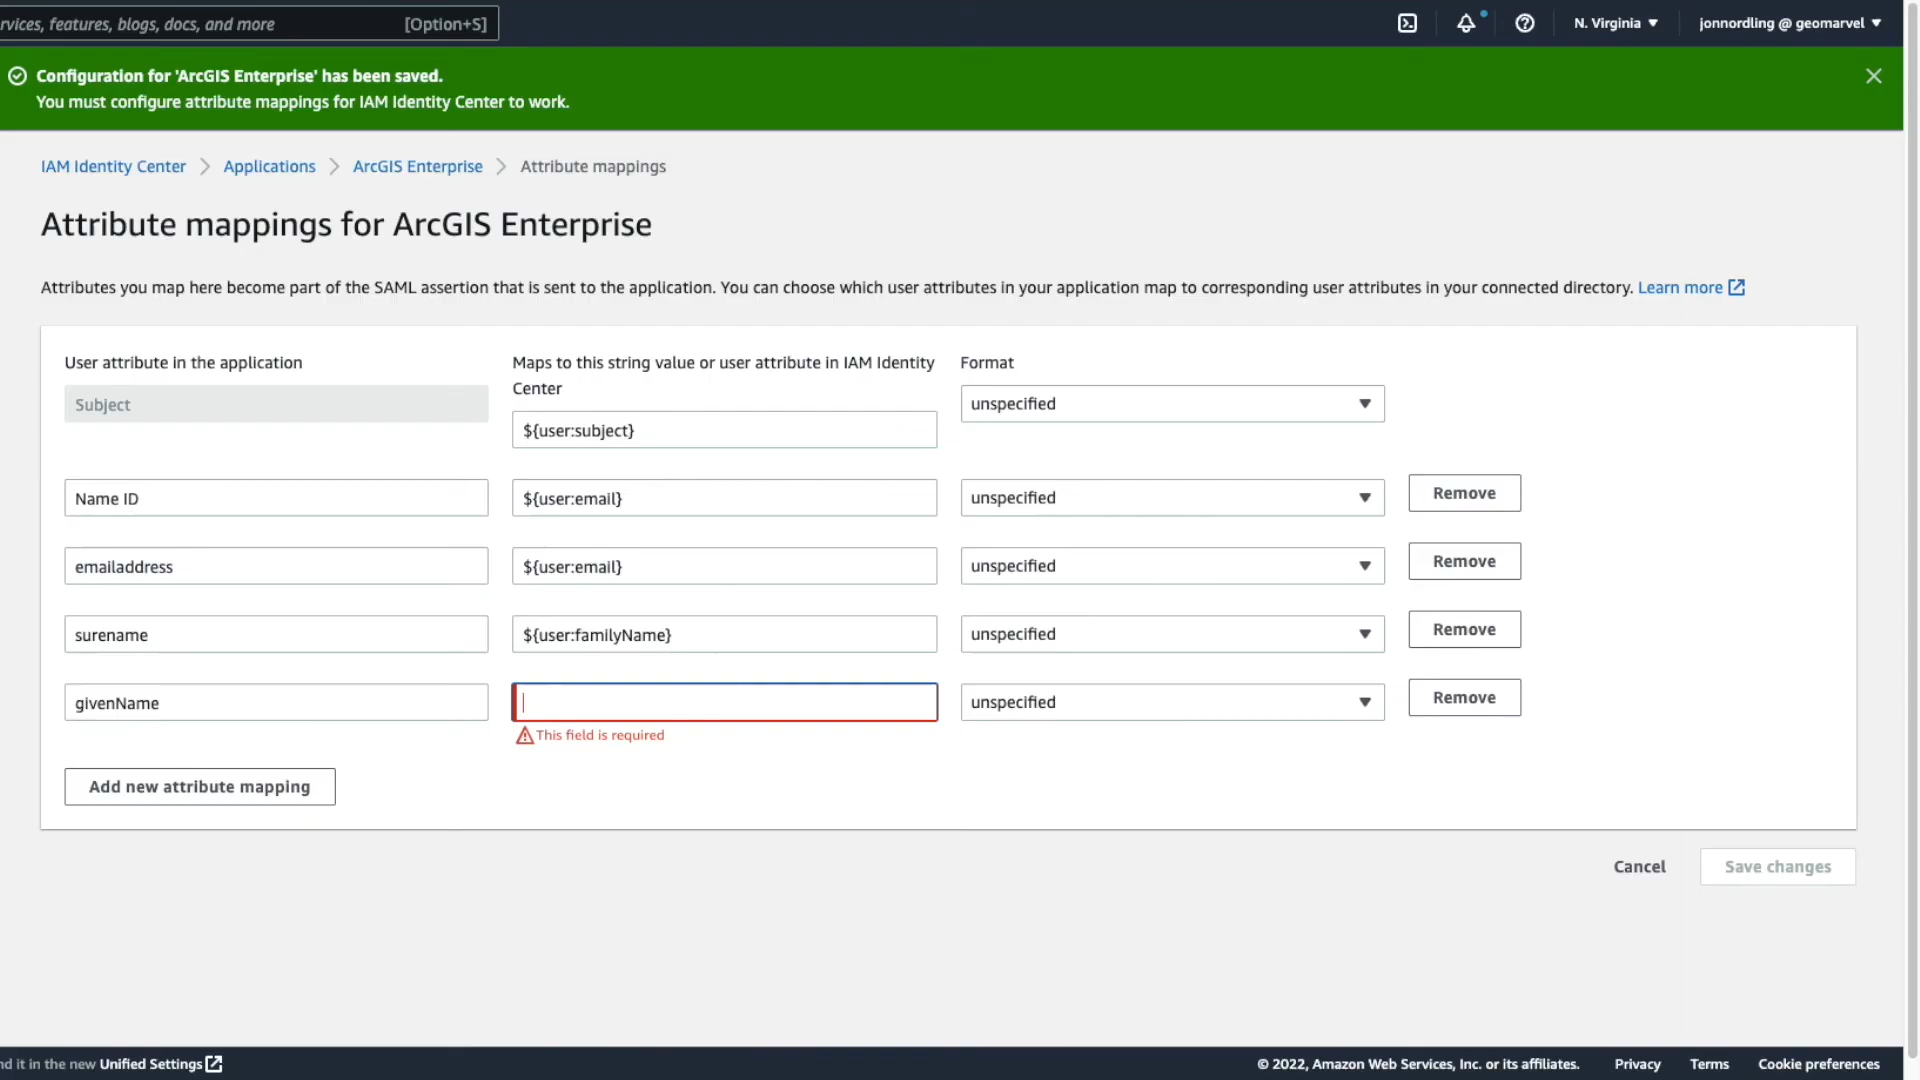 rvices, features, blogs, docs, and more [Option+S] N. Virginia ▼ jonnordling @ geomarvel ▼
Configuration for 'ArcGIS Enterprise' has been saved.
You must configure attribute mappings for IAM Identity Center to work.
IAM Identity Center > Applications > ArcGIS Enterprise > Attribute mappings
Attribute mappings for ArcGIS Enterprise
Attributes you map here become part of the SAML assertion that is sent to the application. You can choose which user attributes in your application map to corresponding user attributes in your connected directory. Learn more
User attribute in the application
Maps to this string value or user attribute in IAM Identity
Center
Format
Subject
${user:subject}
unspecified
Name ID ${user:email} unspecified Remove
emailaddress ${user:email} unspecified Remove
surename ${user:familyName} unspecified Remove
givenName unspecified Remove
This field is required
Add new attribute mapping
Cancel Save changes
nd it in the new Unified Settings © 2022, Amazon Web Services, Inc. or its affiliates. Privacy Terms Cookie preferences